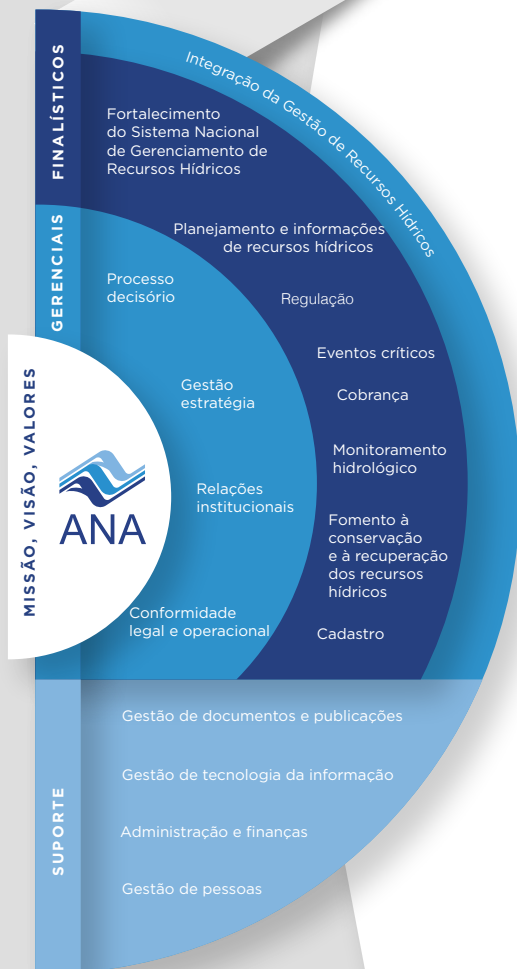 FINALÍSTICOS
Integração da Gestão de Recursos Hídricos
Fortalecimento
do Sistema Nacional
de Gerenciamento de
Recursos Hídricos
Planejamento e informações
de recursos hídricos
Regulação
Eventos críticos
Cobrança
Monitoramento
hidrológico
Fomento à
conservação
e à recuperação
dos recursos
hídricos
Cadastro
GERENCIAIS
Processo
decisório
Gestão
estratégia
Relações
institucionais
Conformidade
legal e operacional
MISSÃO, VISÃO, VALORES
ANA
SUPORTE
Gestão de documentos e publicações
Gestão de tecnologia da informação
Administração e finanças
Gestão de pessoas